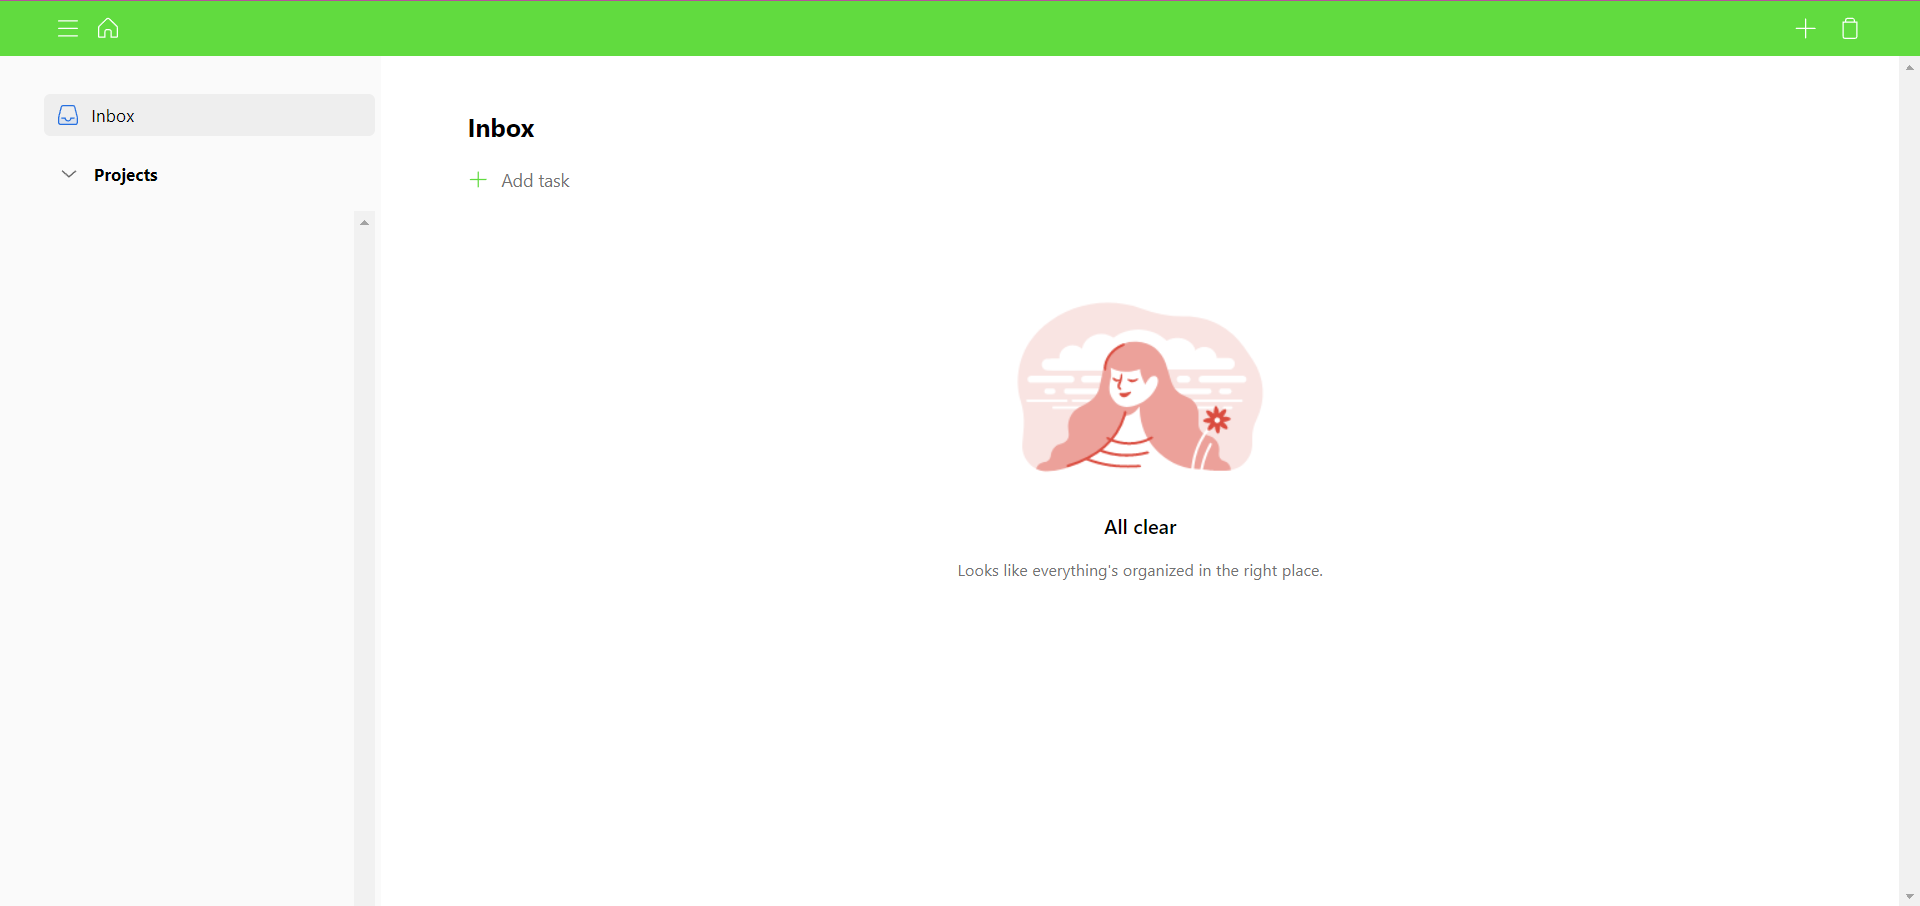 Inbox
Projects
Inbox
Add task
All clear
Looks like everything's organized in the right place.